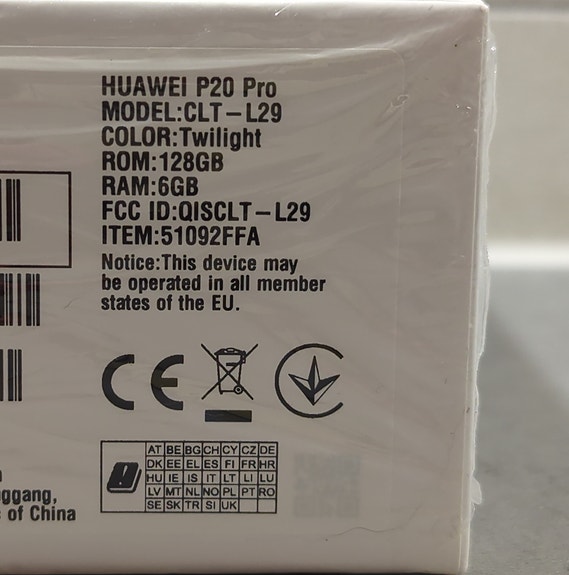 HUAWEI P20 Pro
MODEL:CLT-L29
COLOR:Twilight
ROM:128GB
RAM:6GB
FCC ID:QISCLT-L29
ITEM:51092FFA
Notice:This device may
be operated in all member
states of the EU.
CE
AT BE BG CH CY CZ DE
DK EE EL ES FI FR HR
HU IE IS IT LT LI LU
LV MT NL NO PL PT RO
SE SK TR SI UK
of China